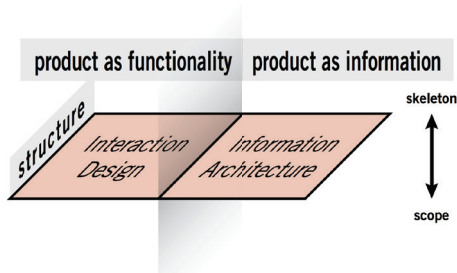 product as functionality
product as information
skeleton
structure
Interaction
Design
Information
Architecture
scope